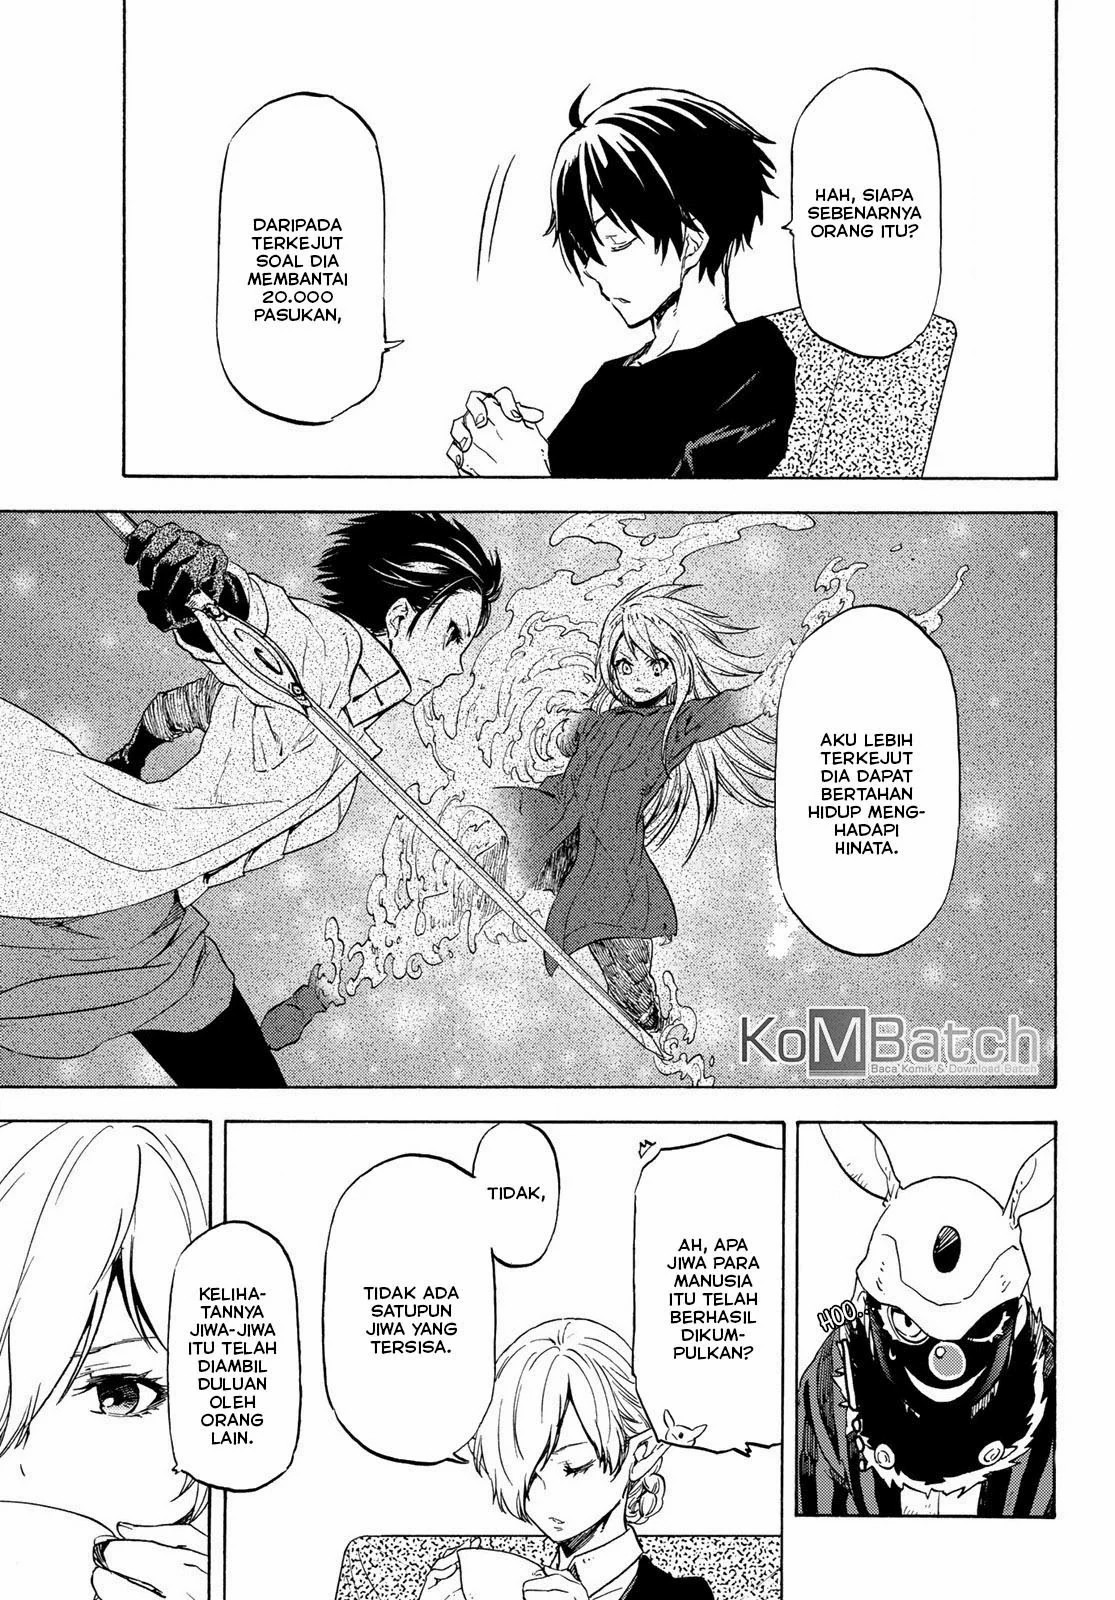 HAH, SIAPA
SEBENARNYA
ORANG ITU?
DARIPADA
TERKEJUT
SOAL DIA
MEMBANTAI
20.000
PASUKAN,
AKU LEBIH
TERKEJUT
DIA DAPAT
BERTAHAN
HIDUP MENG-
HADAPI
HINATA.
KoMBatch
Baca Komik & Download Batch
HOO...
AH, APA
JIWA PARA
MANUSIA
ITU TELAH
BERHASIL
DIKUM-
PULKAN?
TIDAK,
TIDAK ADA
SATUPUN
JIWA YANG
TERSISA.
KELIHA-
TANNYA
JIWA-JIWA
ITU TELAH
DIAMBIL
DULUAN
OLEH
ORANG
LAIN.